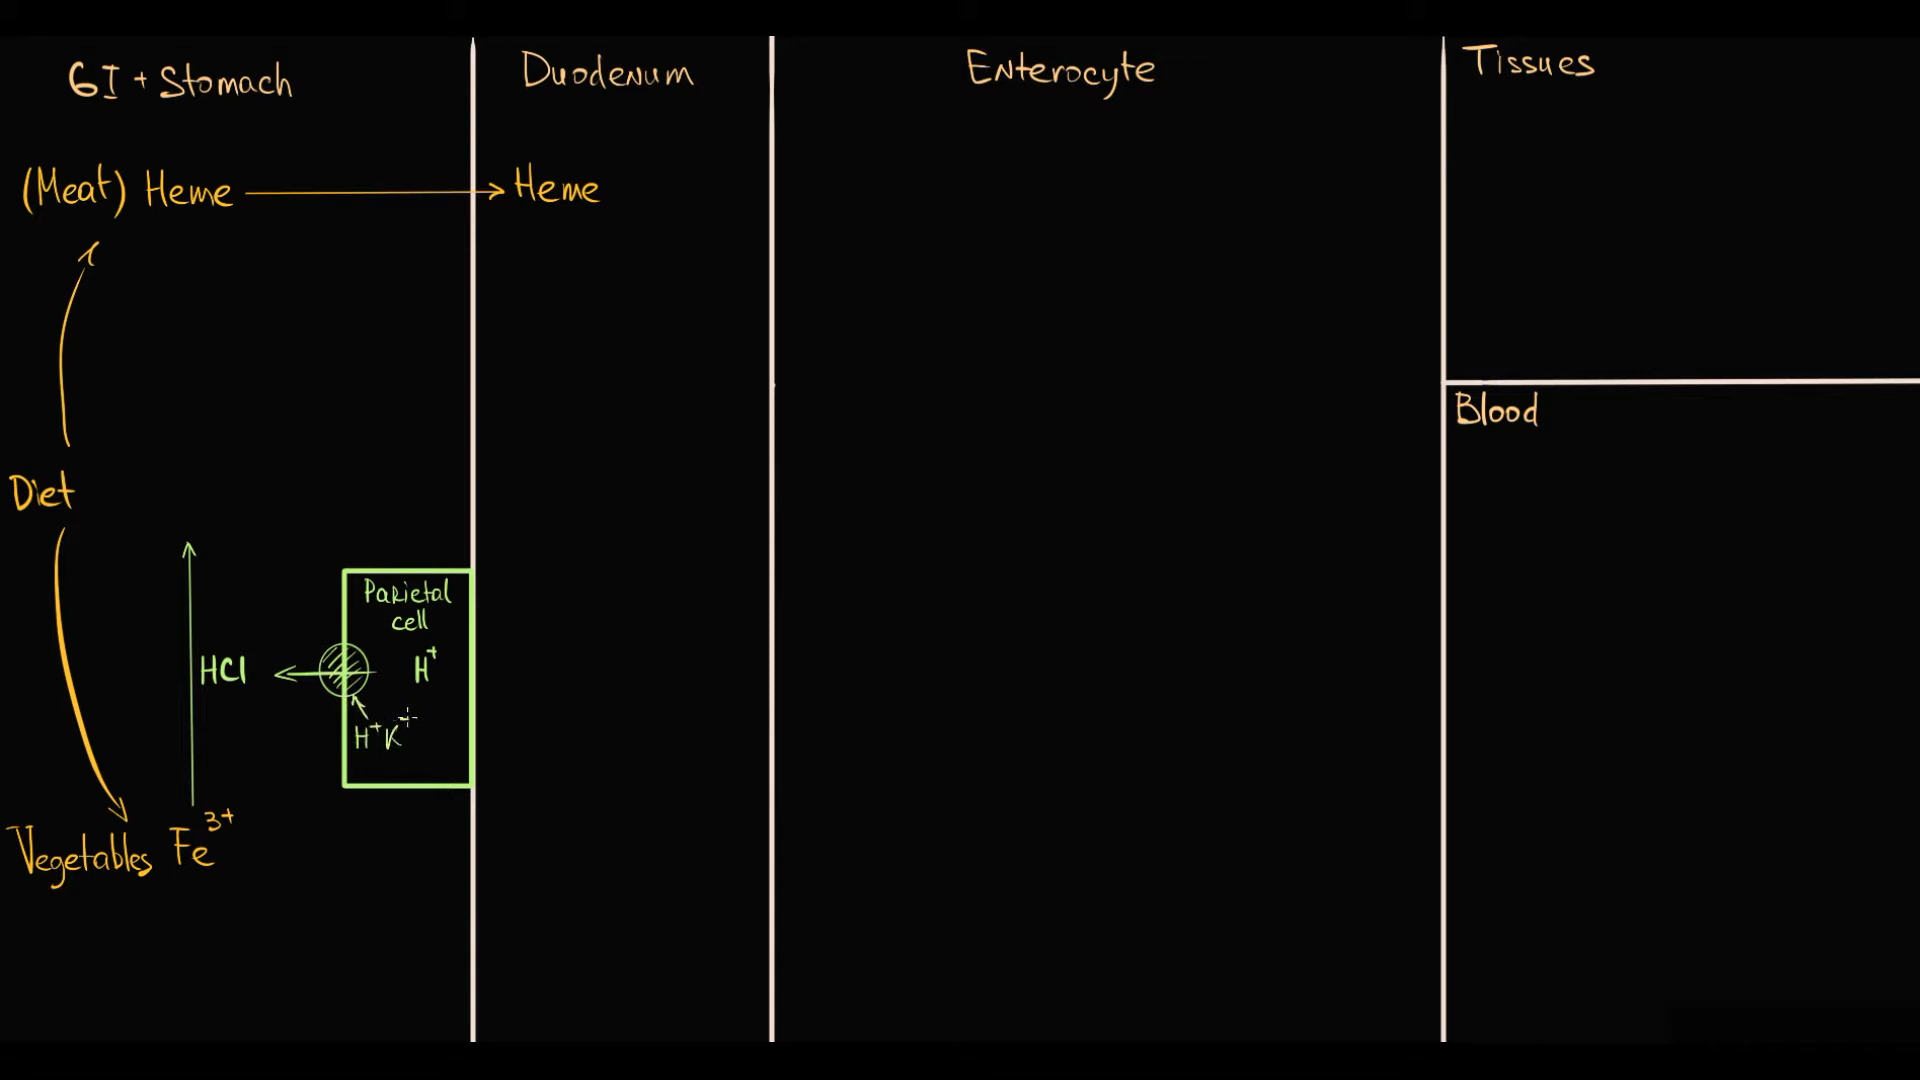 GI + Stomach
Duodenum
Enterocyte
Tissues
(Meat) Heme
Heme
Blood
Diet
Parietal
cell
HCl
H+
H+K+
Vegetables Fe3+